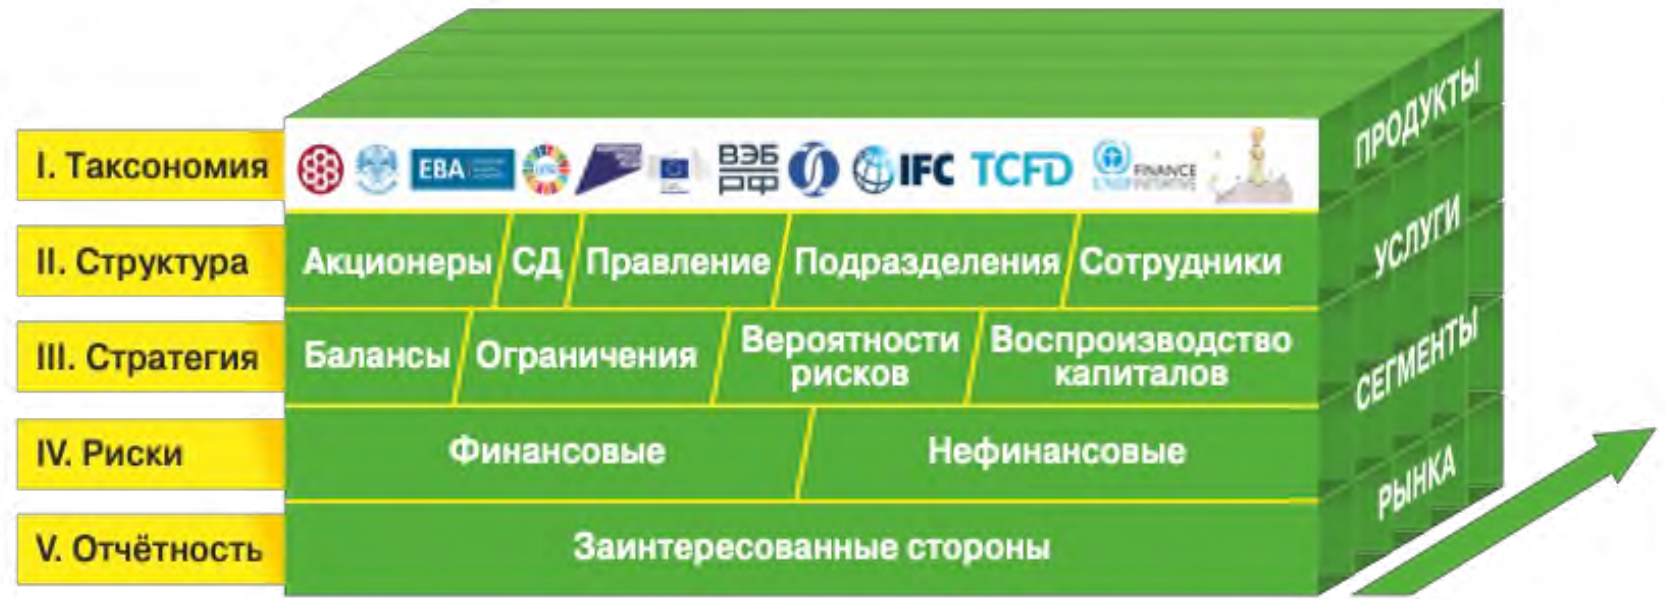 I. Таксономия
EBA
ВЭБ
РФ
IFC
TCFD
FINANCE
INITIATIVE
II. Структура
Акционеры
СД
Правление
Подразделения
Сотрудники
III. Стратегия
Балансы
Ограничения
Вероятности
рисков
Воспроизводство
капиталов
IV. Риски
Финансовые
Нефинансовые
V. Отчётность
Заинтересованные стороны
ПРОДУКТЫ
УСЛУГИ
СЕГМЕНТЫ
РЫНКА